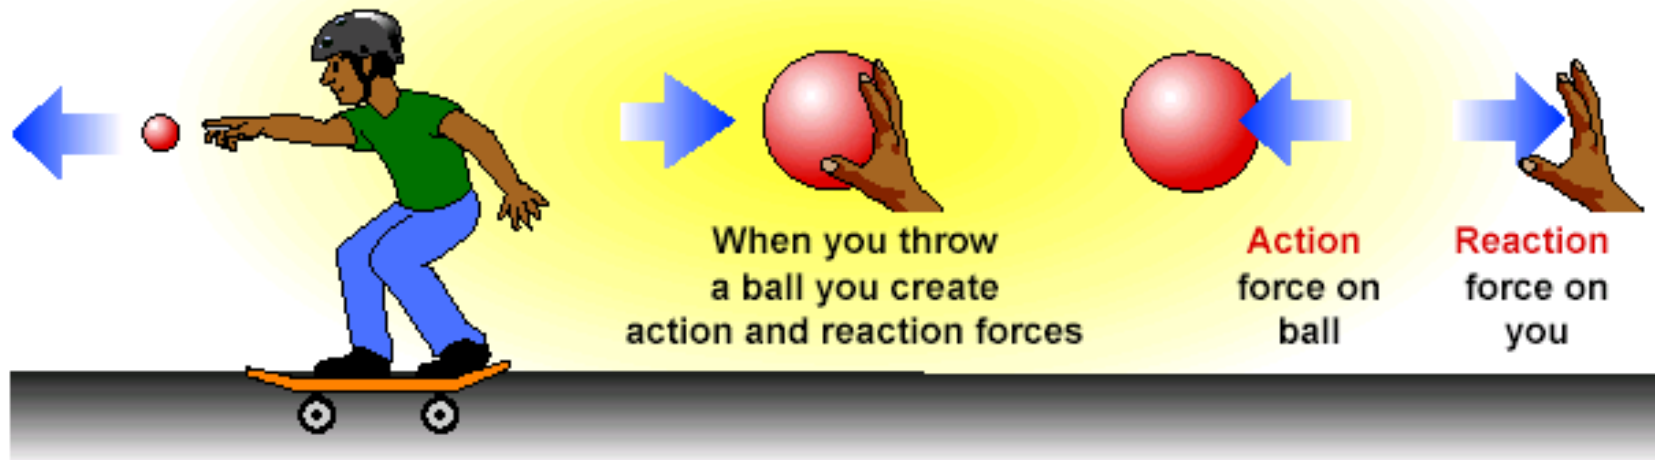 When you throw
a ball you create
action and reaction forces
Action
force on
ball
Reaction
force on
you